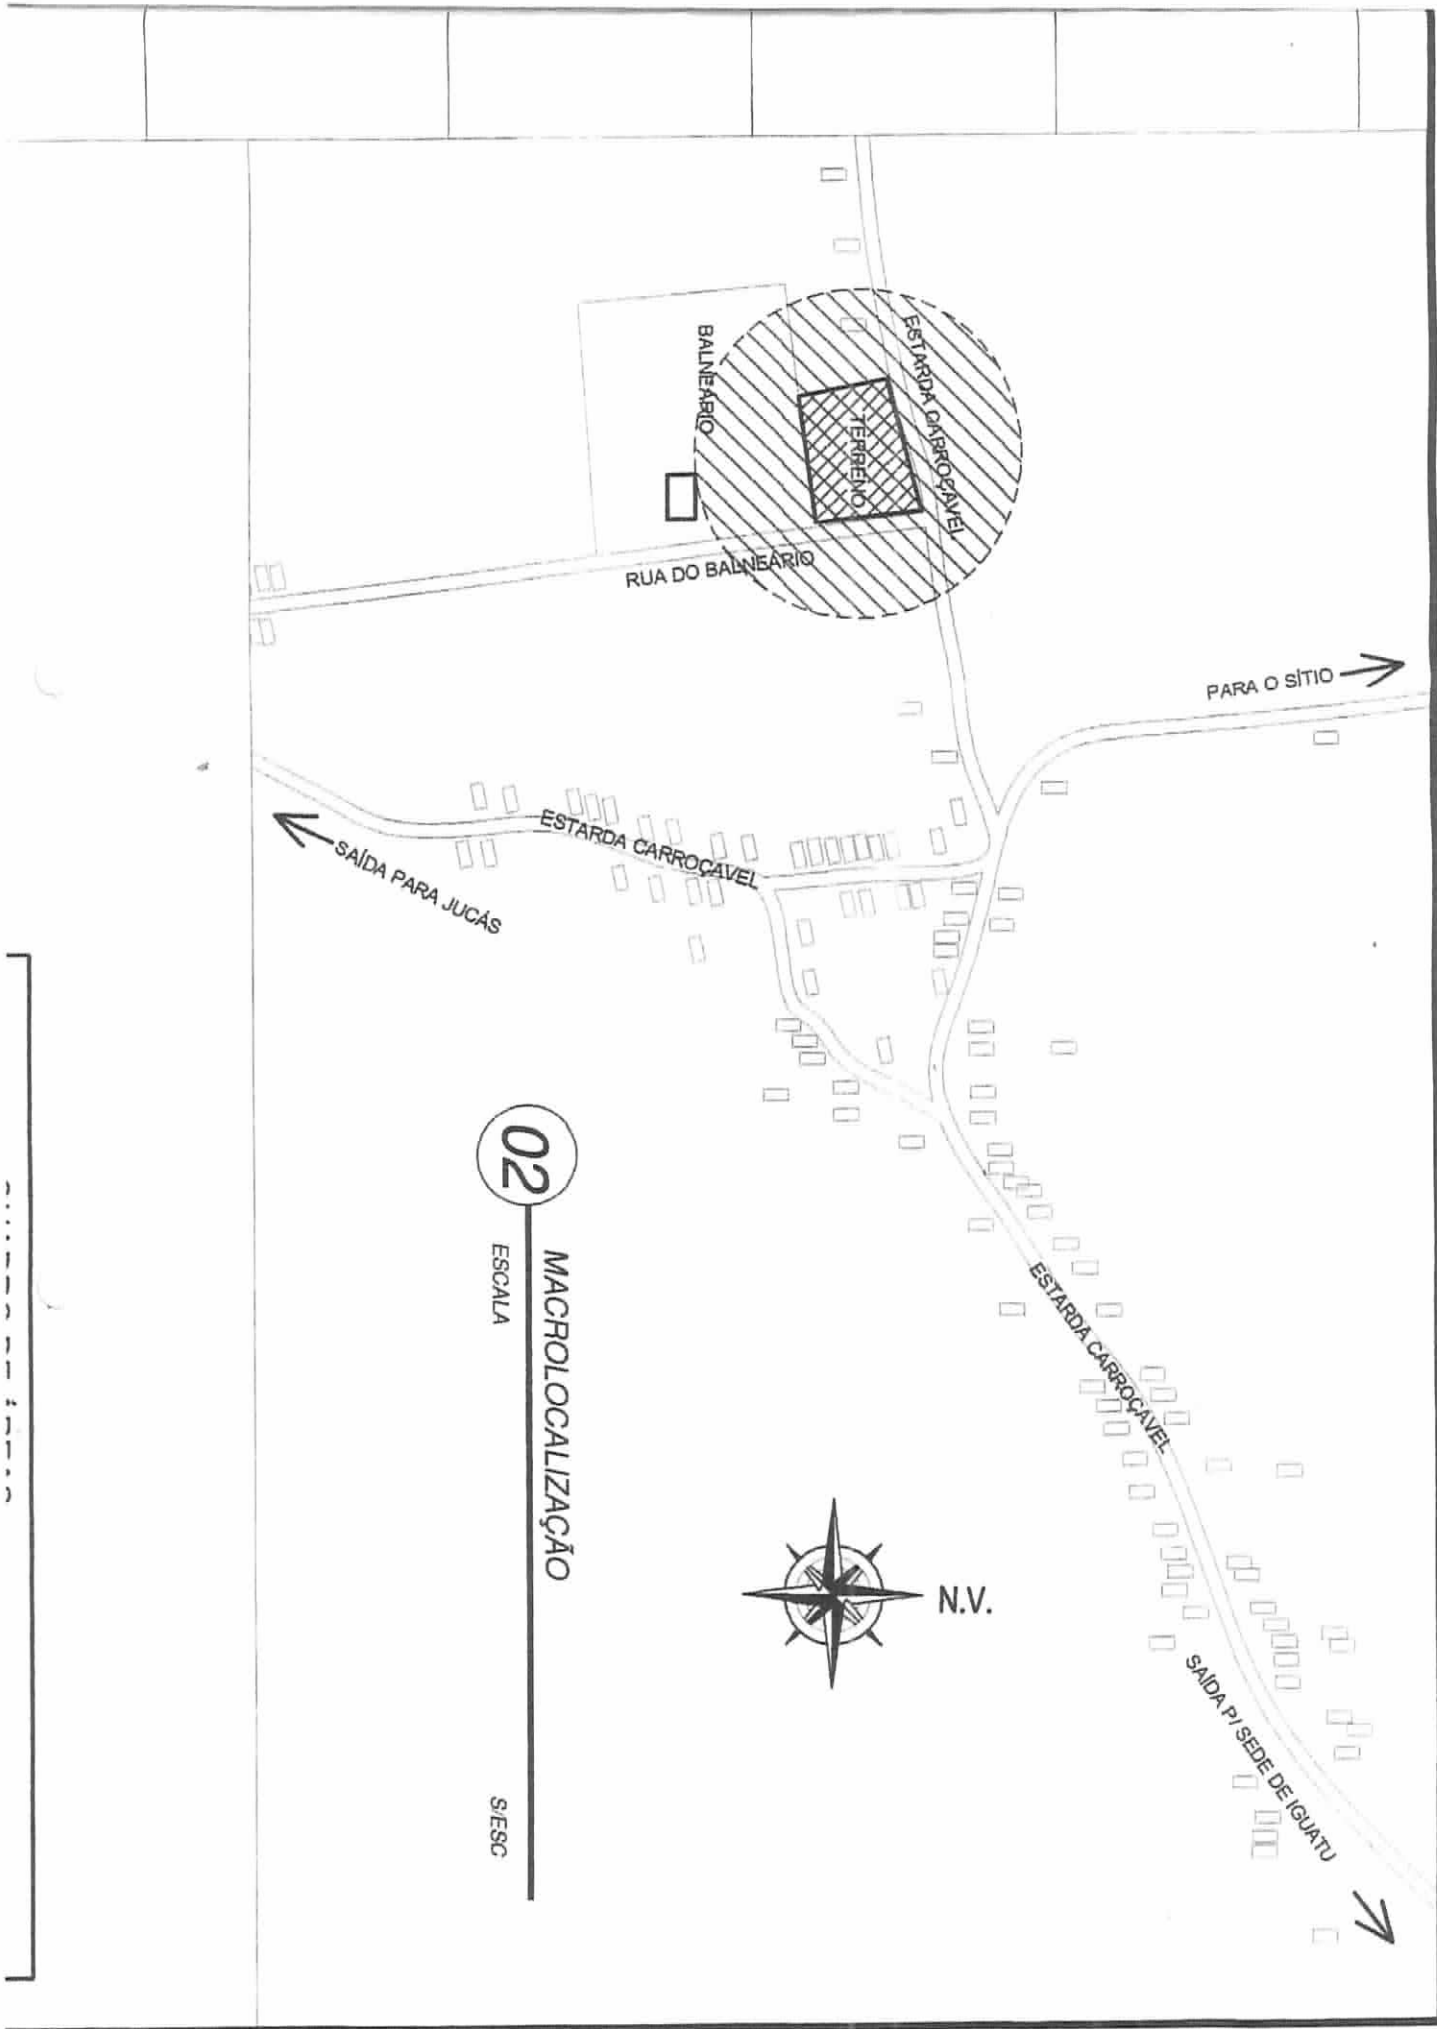 ESTARDA CARROÇAVEL
TERRENO
BALNEÁRIO
RUA DO BALNEÁRIO
PARA O SÍTIO
ESTARDA CARROÇAVEL
SAÍDA PARA JUCÁS
ESTARDA CARROÇAVEL
SAÍDA P/ SEDE DE IGUATU
N.V.
02
MACROLOCALIZAÇÃO
ESCALA
S/ESC